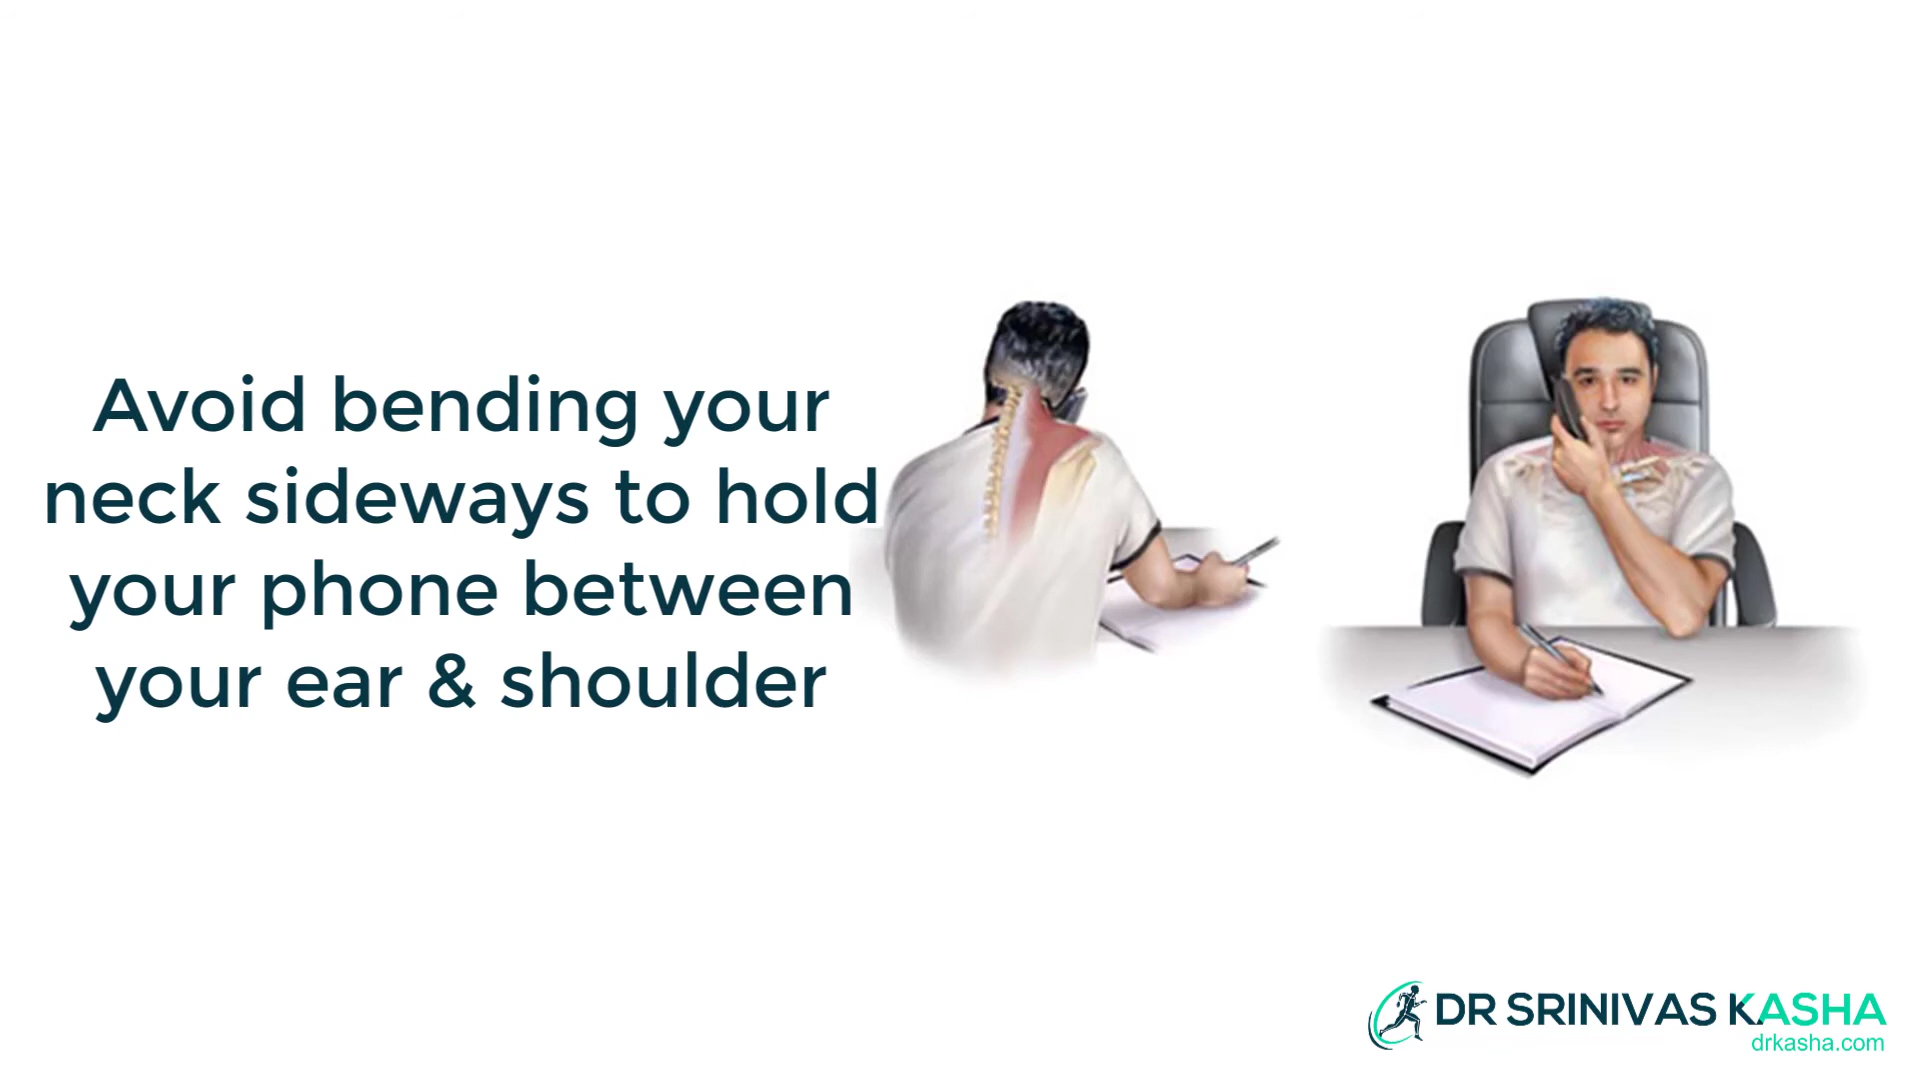 Avoid bending your
neck sideways to hold
your phone between
your ear & shoulder
DR SRINIVAS KASHA
drkasha.com